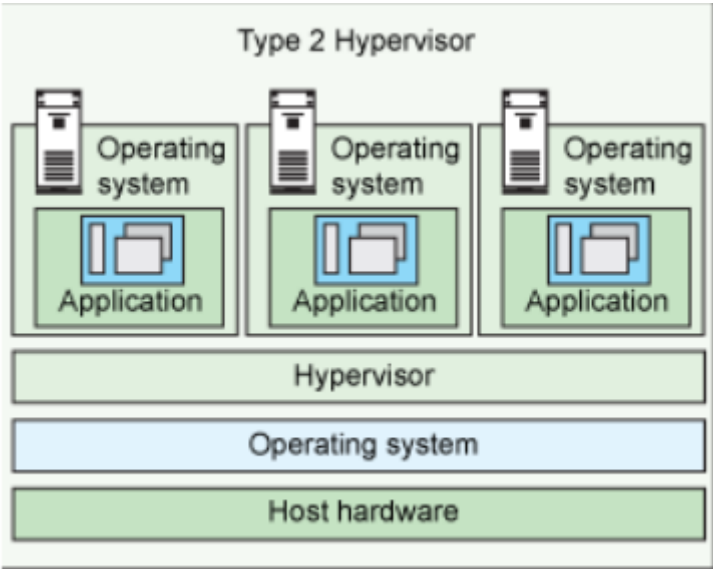 Type 2 Hypervisor
Operating
system
Application
Operating
system
Application
Operating
system
Application
Hypervisor
Operating system
Host hardware